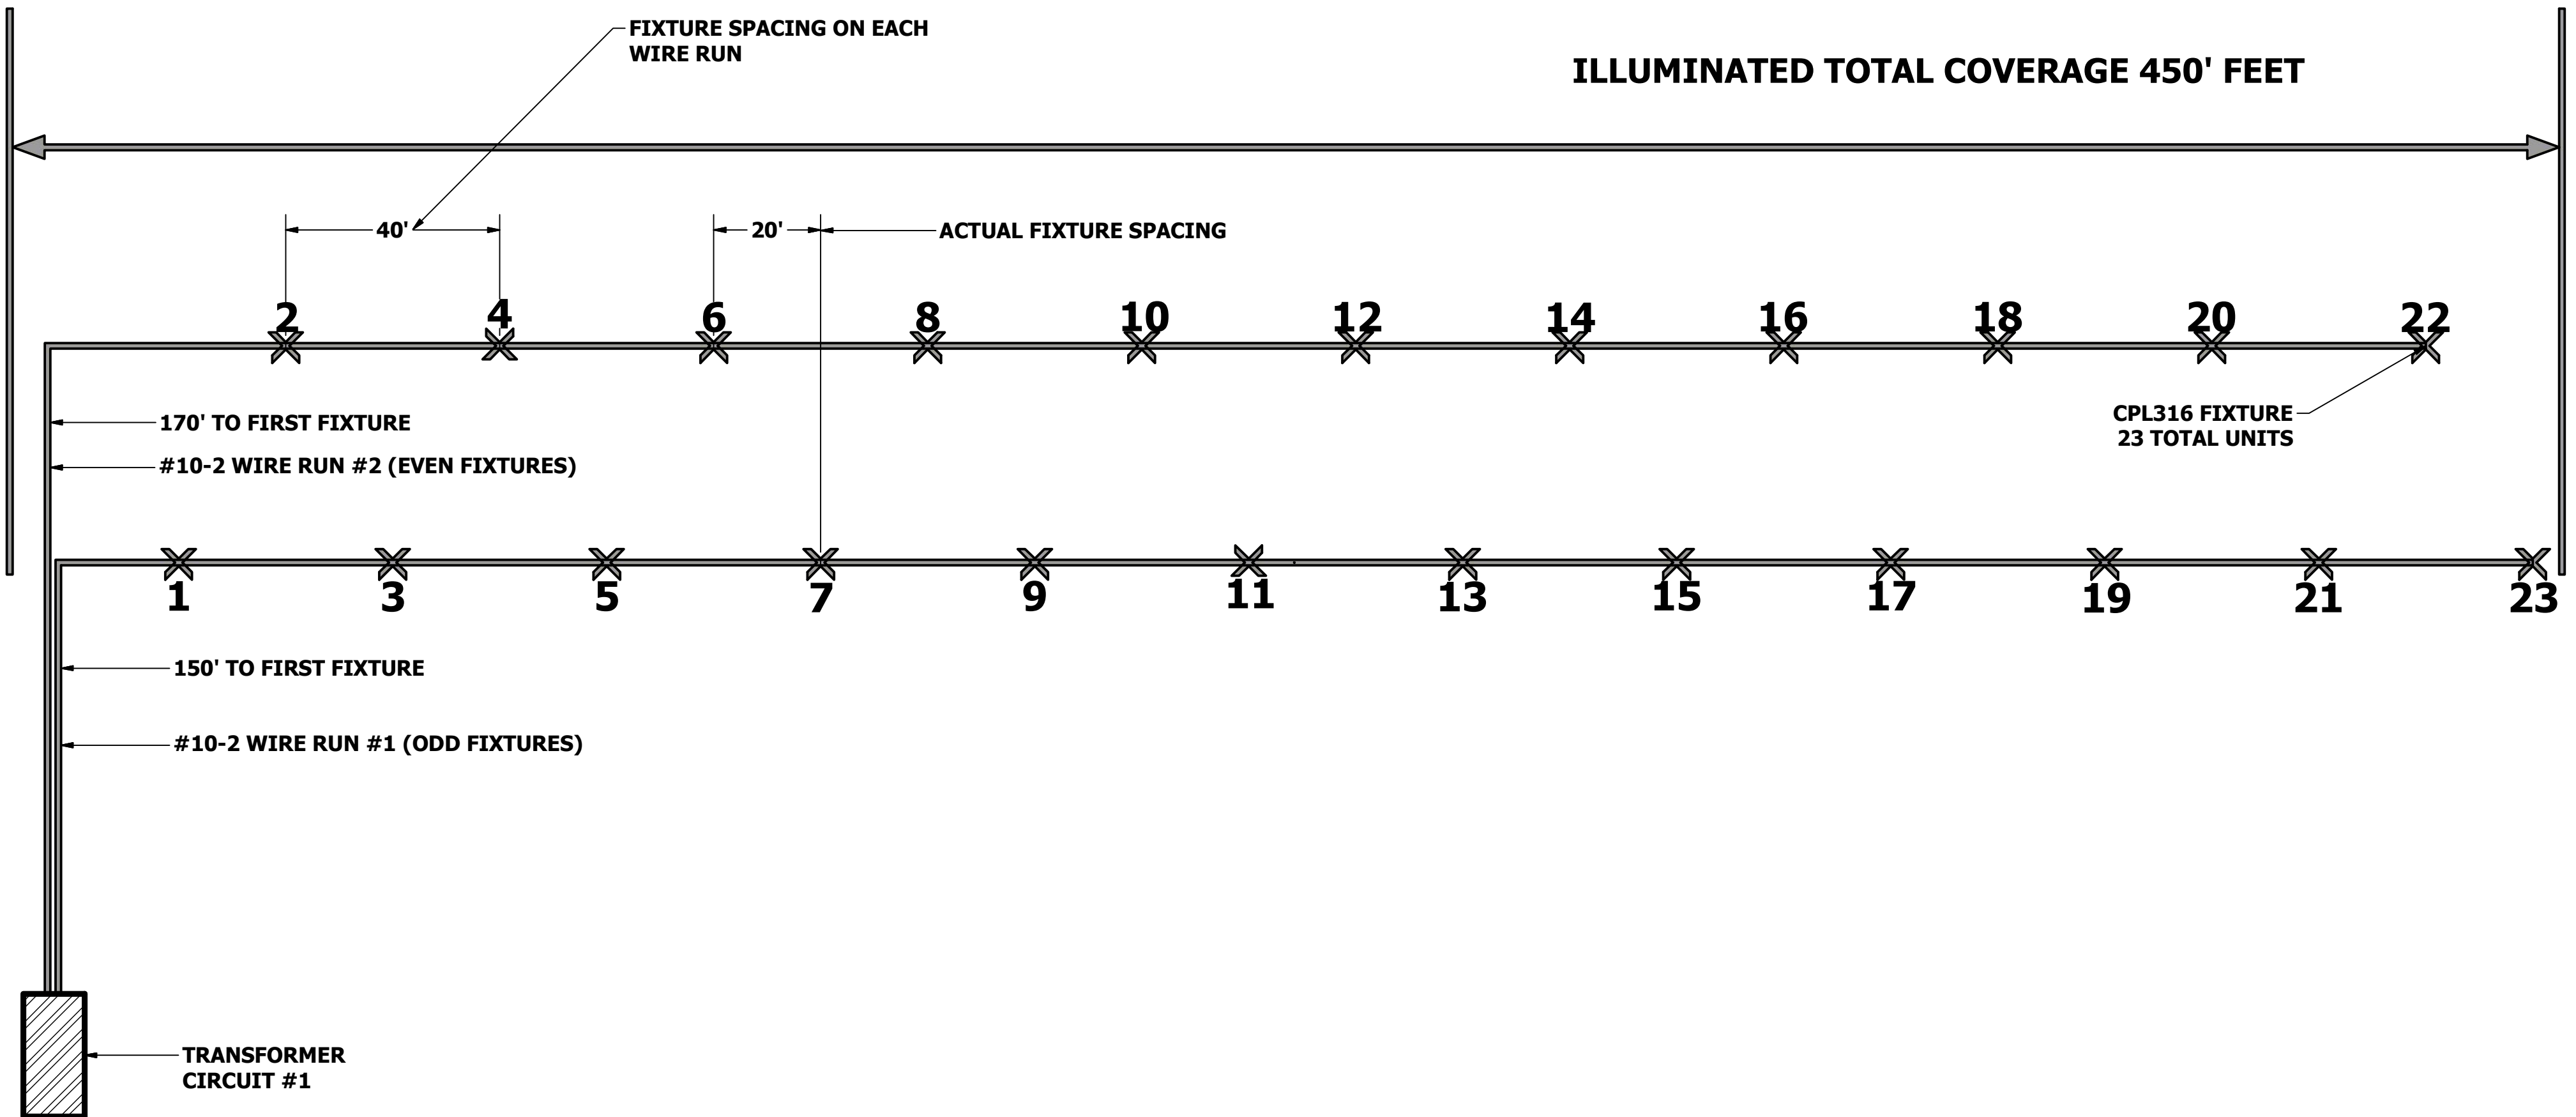 FIXTURE SPACING ON EACH
WIRE RUN
ILLUMINATED TOTAL COVERAGE 450' FEET
40'
20'
ACTUAL FIXTURE SPACING
2 4 6 8 10 12 14 16 18 20 22
170' TO FIRST FIXTURE
#10-2 WIRE RUN #2 (EVEN FIXTURES)
CPL316 FIXTURE
23 TOTAL UNITS
1 3 5 7 9 11 13 15 17 19 21 23
150' TO FIRST FIXTURE
#10-2 WIRE RUN #1 (ODD FIXTURES)
TRANSFORMER
CIRCUIT #1